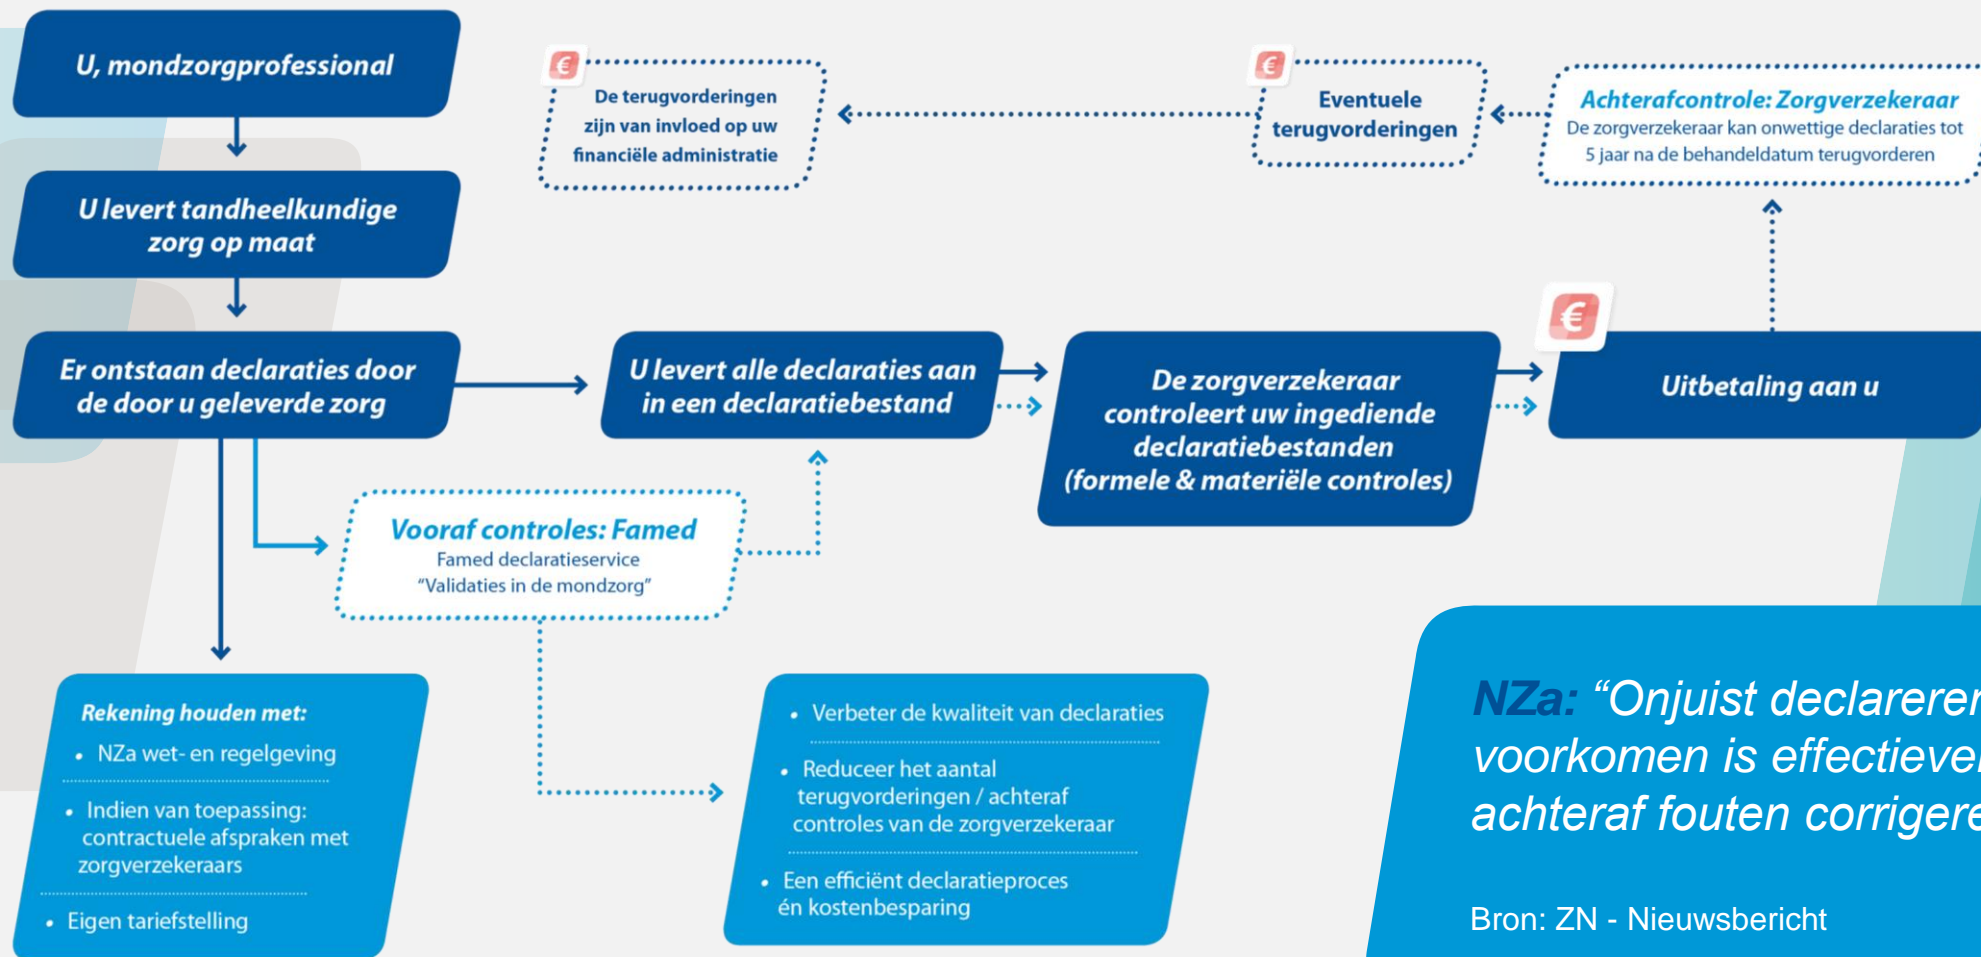 U, mondzorgprofessional
€
De terugvorderingen
zijn van invloed op uw
financiële administratie
€
Eventuele
terugvorderingen
Achterafcontrole: Zorgverzekeraar
De zorgverzekeraar kan onwettige declaraties tot
5 jaar na de behandeldatum terugvorderen
U levert tandheelkundige
zorg op maat
Er ontstaan declaraties door
de door u geleverde zorg
U levert alle declaraties aan
in een declaratiebestand
De zorgverzekeraar
controleert uw ingediende
declaratiebestanden
(formele & materiële controles)
€
Uitbetaling aan u
Vooraf controles: Famed
Famed declaratieservice
“Validaties in de mondzorg”
Rekening houden met:
• NZa wet- en regelgeving
• Indien van toepassing:
contractuele afspraken met
zorgverzekeraars
• Eigen tariefstelling
• Verbeter de kwaliteit van declaraties
• Reduceer het aantal
terugvorderingen / achteraf
controles van de zorgverzekeraar
• Een efficiënt declaratieproces
én kostenbesparing
NZa: “Onjuist
voorkomen is
achteraf fouten
Bron: ZN - Nieuwsbericht